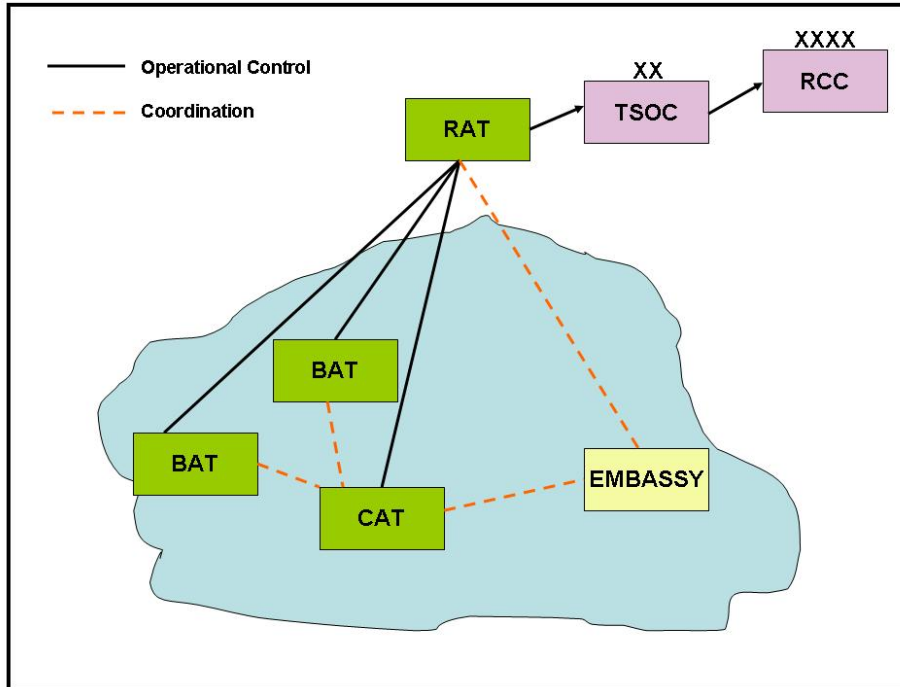 XXXX
XX
Operational Control
RCC
TSOC
Coordination
RAT
BAT
BAT
EMBASSY
CAT